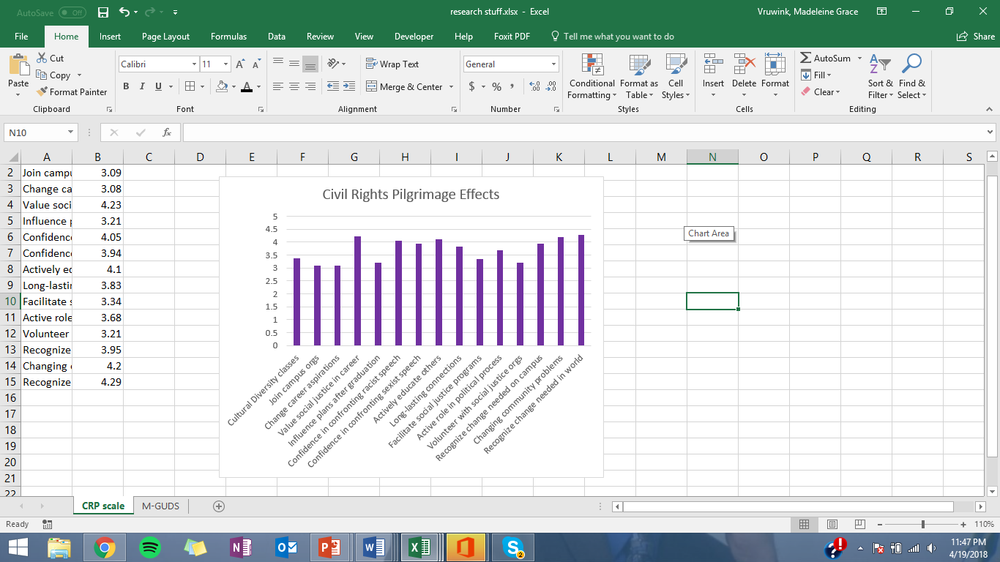 AutoSave Off research stuff.xlsx - Excel Vruwink, Madeleine Grace
File Home Insert Page Layout Formulas Data Review View Developer Help Foxit PDF Tell me what you want to do Share
Paste Cut Copy Format Painter
Clipboard
Calibri 11 A A
B I U A
Font
Wrap Text
Merge & Center
Alignment
General
$ % ,
Number
Conditional Formatting Format as Table Cell Styles
Styles
Insert Delete Format
Cells
AutoSum
Fill
Clear
Sort & Filter Find & Select
Editing
N10 fx
A B C D E F G H I J K L M N O P Q R S
2 Join campu 3.09
3 Change ca 3.08
4 Value soci 4.23
5 Influence p 3.21
6 Confidenc 4.05
7 Confidenc 3.94
8 Actively ec 4.1
9 Long-lastin 3.83
10 Facilitate s 3.34
11 Active role 3.68
12 Volunteer 3.21
13 Recognize 3.95
14 Changing 4.2
15 Recognize 4.29
16
17
18
19
20
21
22
Civil Rights Pilgrimage Effects
5
4.5
4
3.5
3
2.5
2
1.5
1
0.5
0
Cultural Diversity classes
Join campus orgs
Change career aspirations
Value social justice in career
Influence plans after graduation
Confidence in confronting racist speech
Confidence in confronting sexist speech
Actively educate others
Long-lasting connections
Facilitate social justice programs
Active role in political process
Volunteer with social justice orgs
Recognize change needed on campus
Changing community problems
Recognize change needed in world
Chart Area
CRP scale M-GUDS
Ready 110%
11:47 PM
4/19/2018